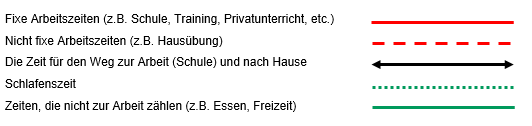 Fixe Arbeitszeiten (z.B. Schule, Training, Privatunterricht, etc.)
Nicht fixe Arbeitszeiten (z.B. Hausübung)
Die Zeit für den Weg zur Arbeit (Schule) und nach Hause
Schlafenszeit
Zeiten, die nicht zur Arbeit zählen (z.B. Essen, Freizeit)